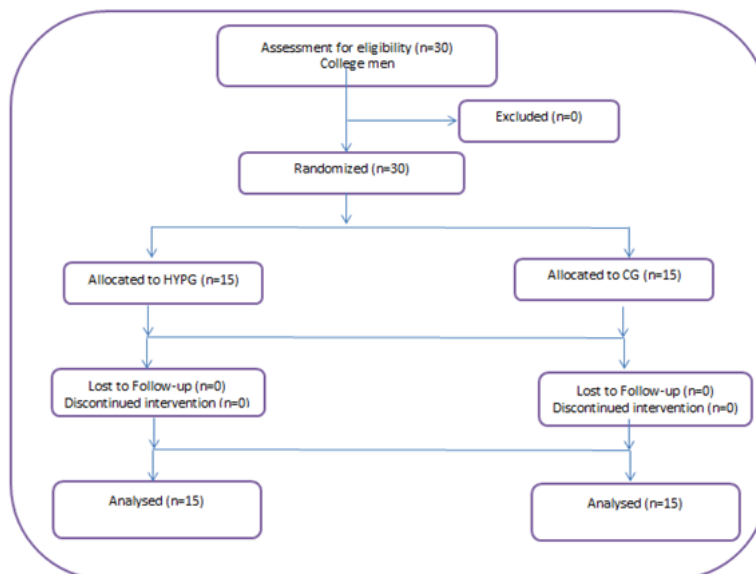 Assessment for eligibility (n=30)
College men
Excluded (n=0)
Randomized (n=30)
Allocated to HYPG (n=15)
Allocated to CG (n=15)
Lost to Follow-up (n=0)
Discontinued intervention (n=0)
Lost to Follow-up (n=0)
Discontinued intervention (n=0)
Analysed (n=15)
Analysed (n=15)